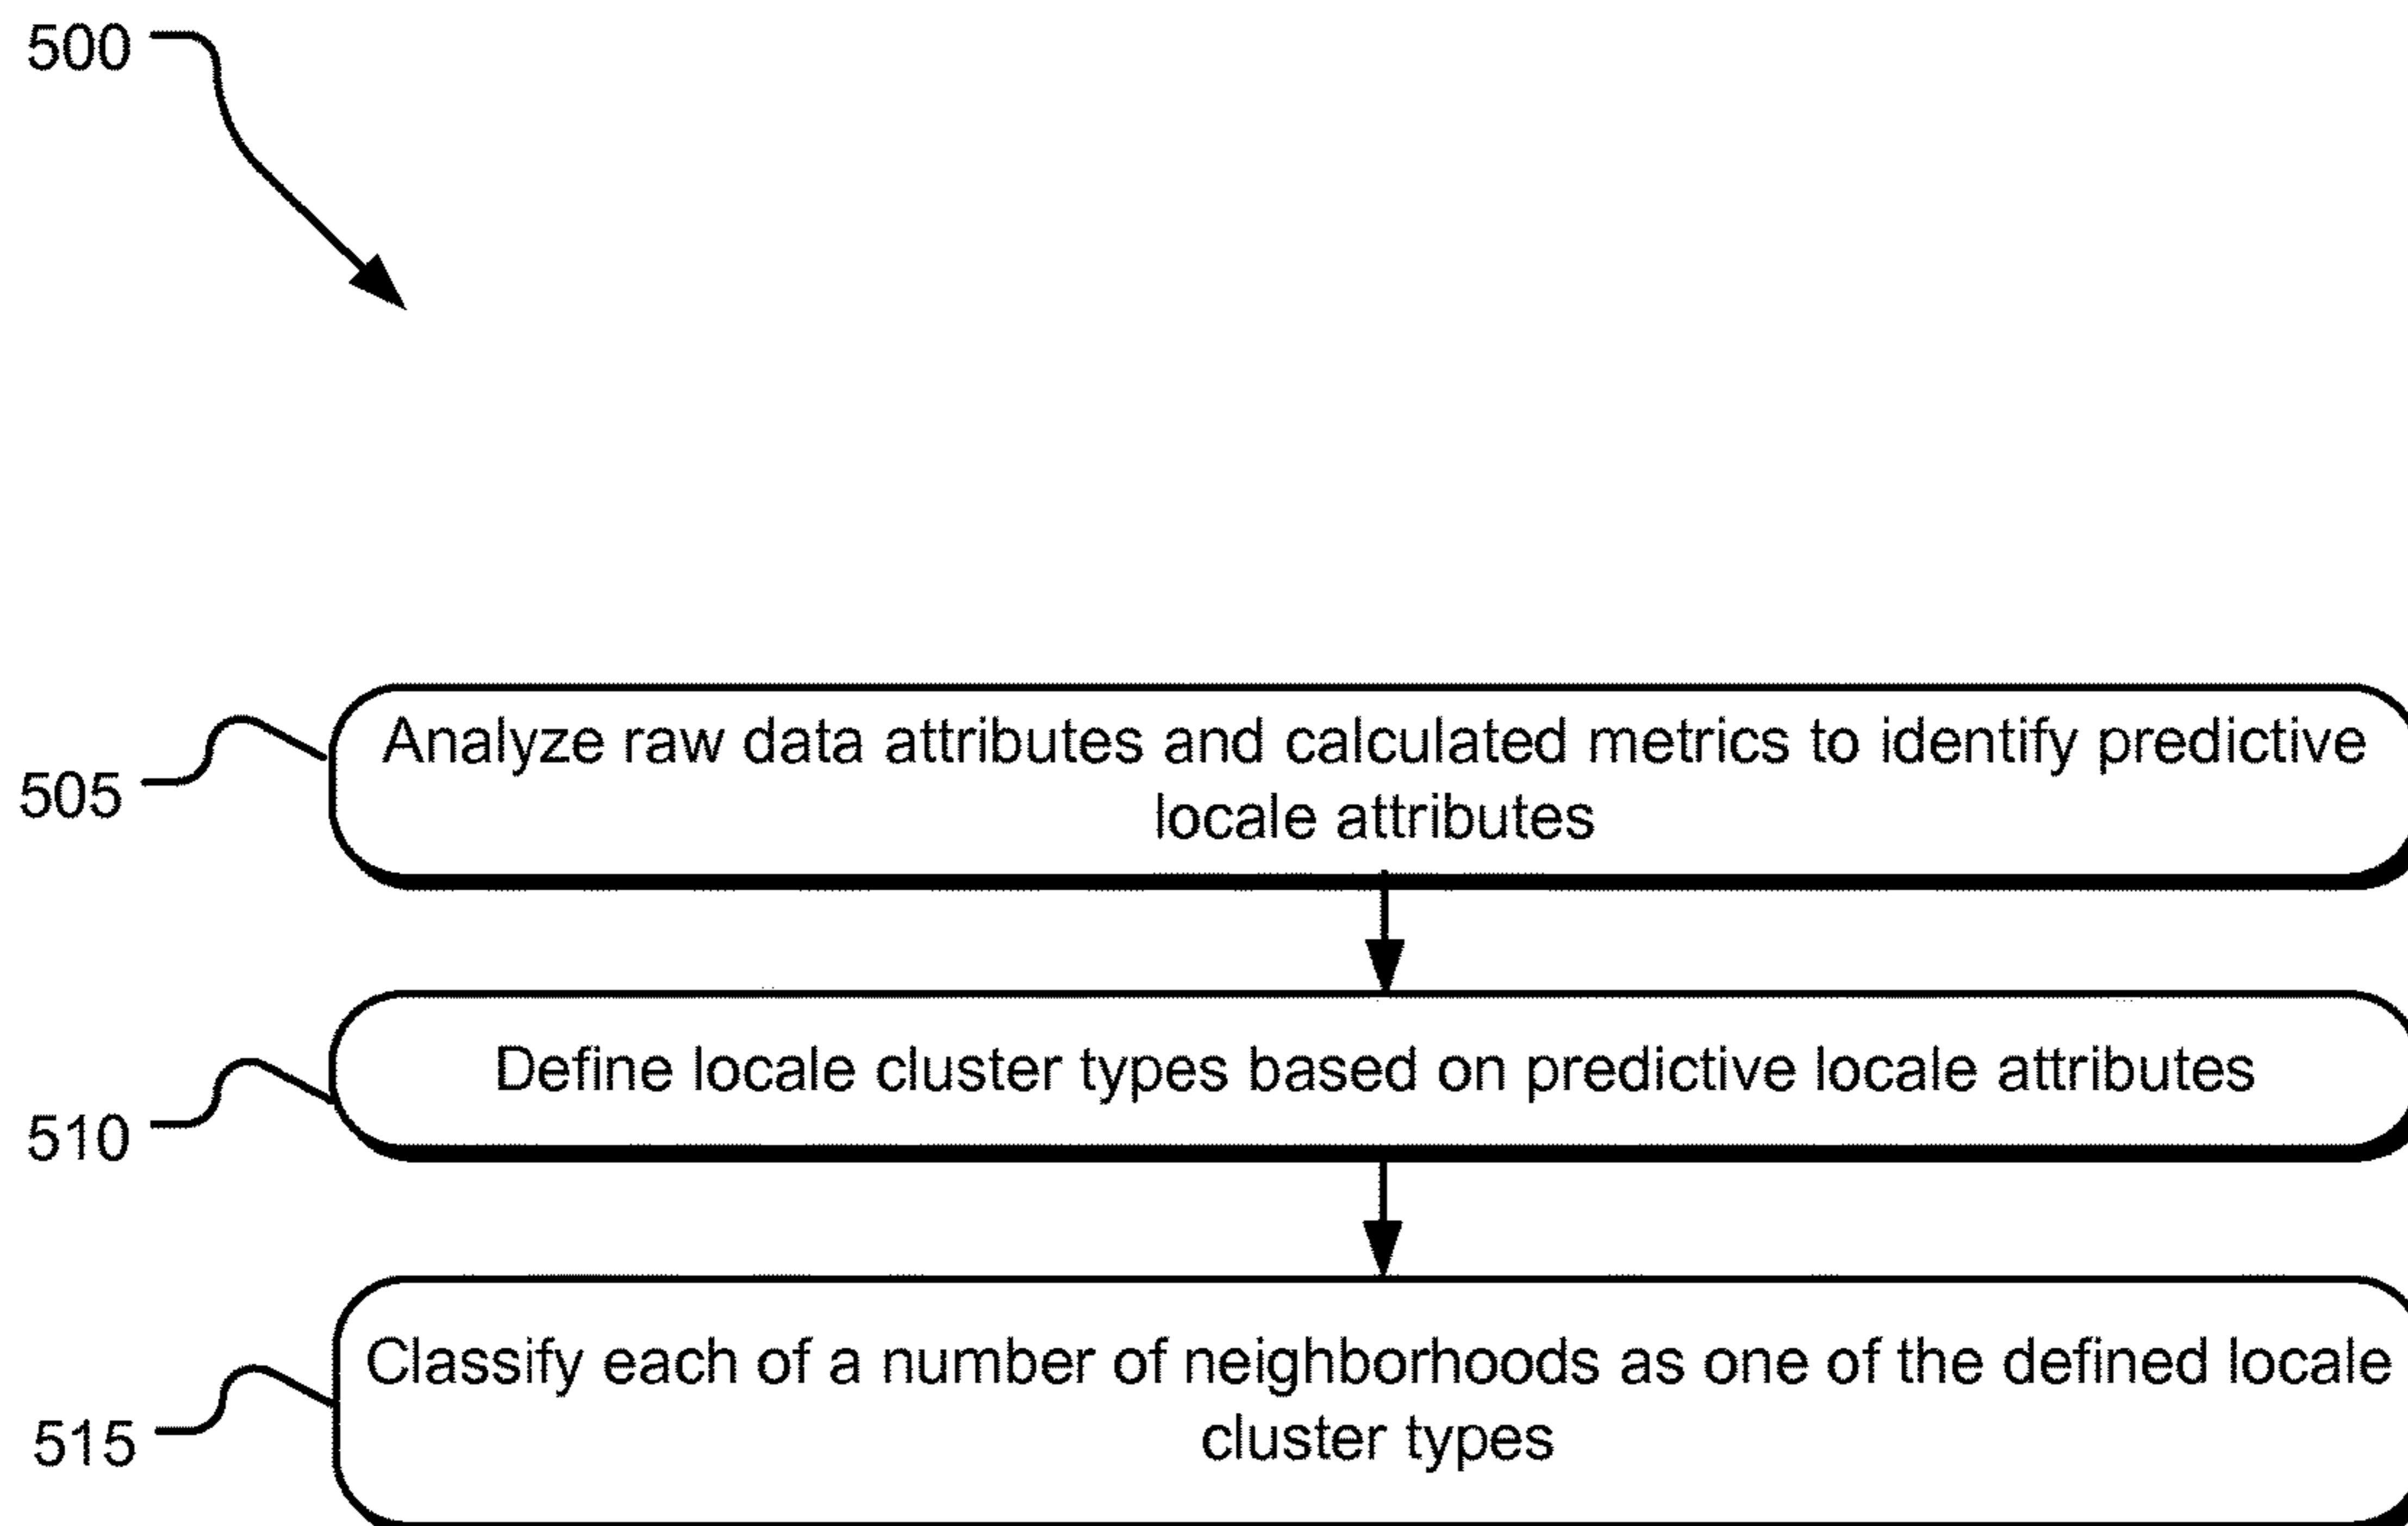 500
505
Analyze raw data attributes and calculated metrics to identify predictive
locale attributes
510
Define locale cluster types based on predictive locale attributes
515
Classify each of a number of neighborhoods as one of the defined locale
cluster types